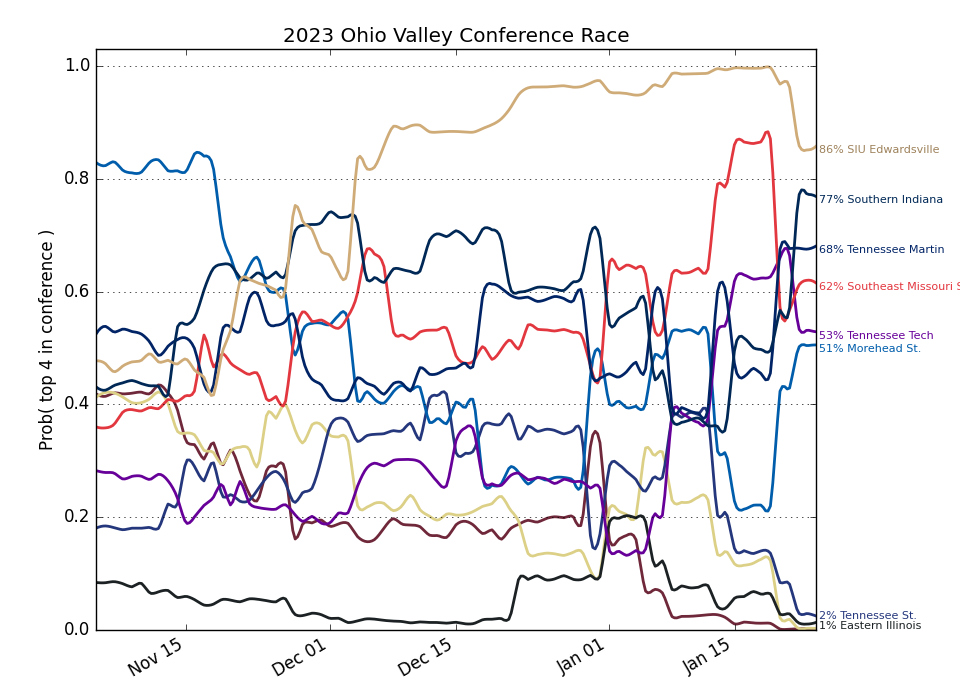 2023 Ohio Valley Conference Race
Prob( top 4 in conference )
1.0
0.8
0.6
0.4
0.2
0.0
Nov 15
Dec 01
Dec 15
Jan 01
Jan 15
86% SIU Edwardsville
77% Southern Indiana
68% Tennessee Martin
62% Southeast Missouri S
53% Tennessee Tech
51% Morehead St.
2% Tennessee St.
1% Eastern Illinois